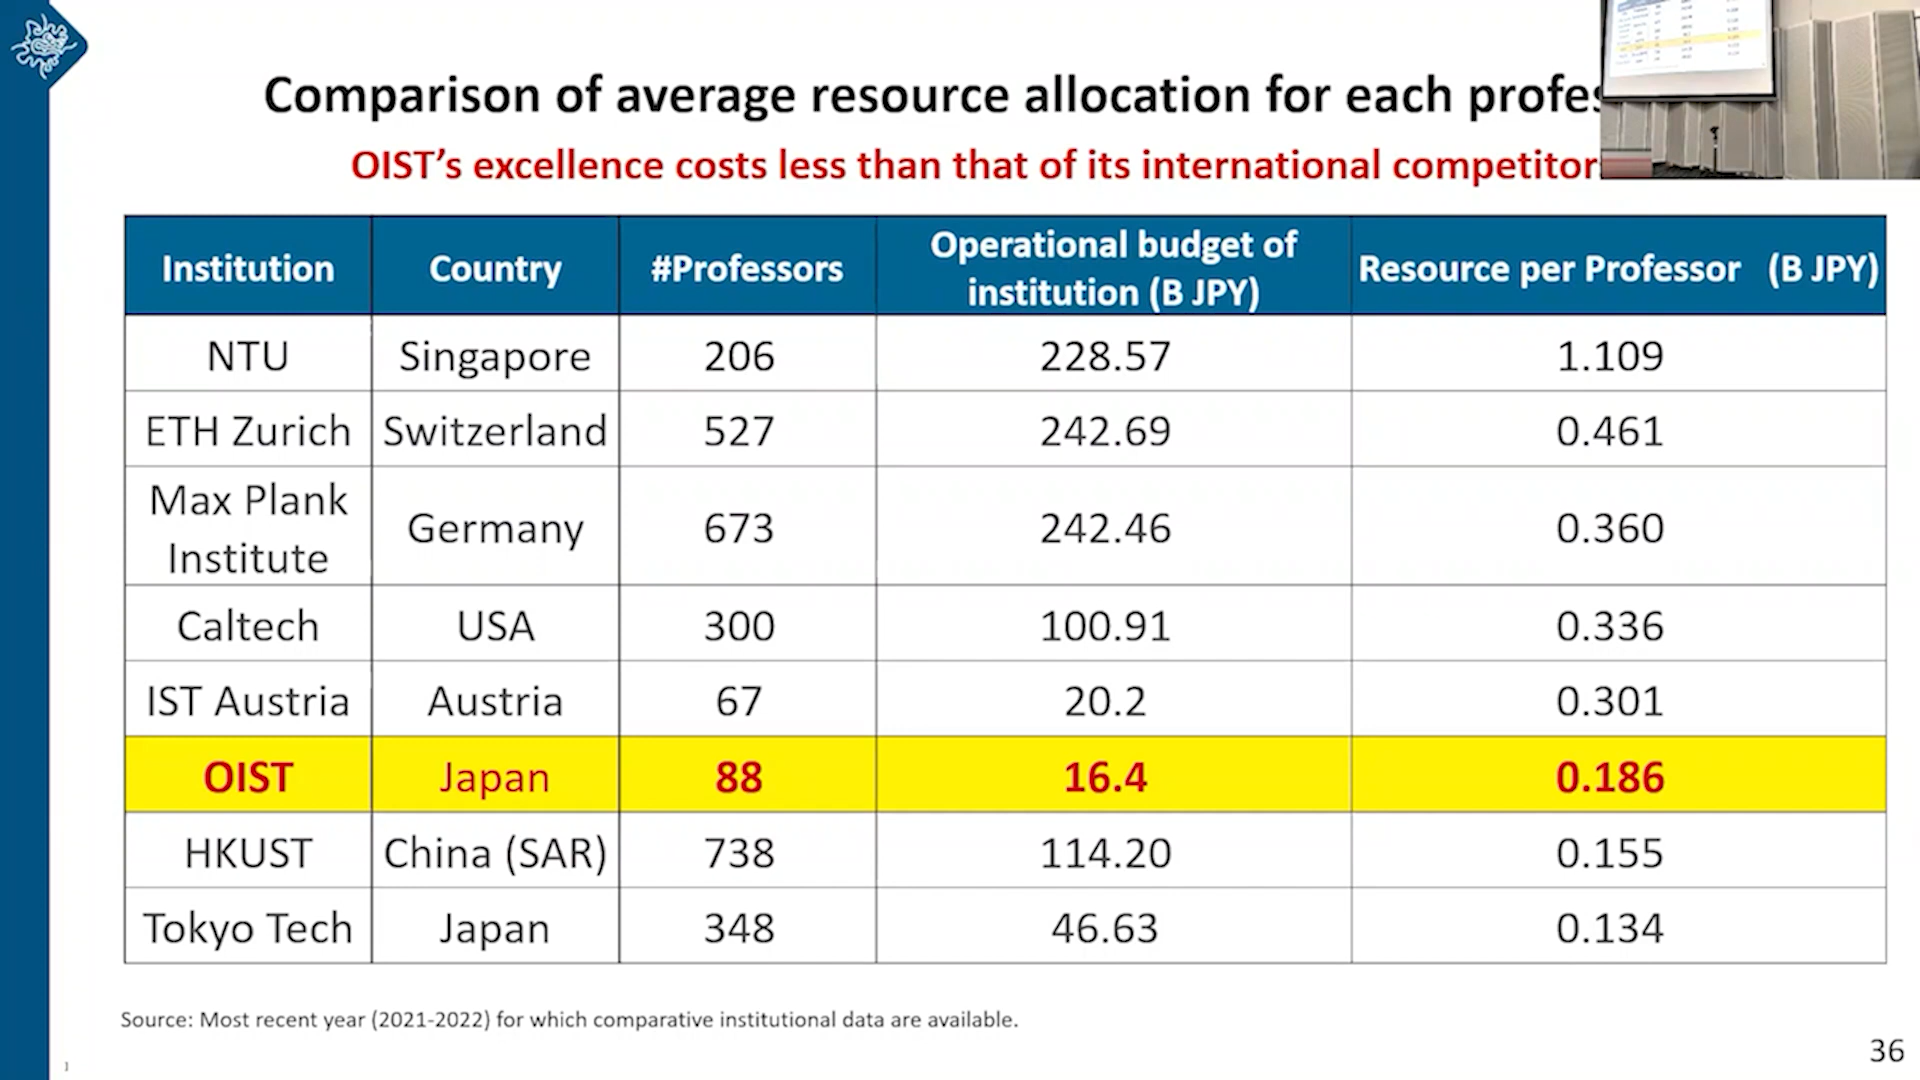 Comparison of average resource allocation for each
OIST's excellence costs less than that of its international
Institution Country #Professors Operational budget of institution (B JPY) Resource per Professor (B JPY)
NTU Singapore 206 228.57 1.109
ETH Zurich Switzerland 527 242.69 0.461
Max Plank Institute Germany 673 242.46 0.360
Caltech USA 300 100.91 0.336
IST Austria Austria 67 20.2 0.301
OIST Japan 88 16.4 0.186
HKUST China (SAR) 738 114.20 0.155
Tokyo Tech Japan 348 46.63 0.134
Source: Most recent year (2021-2022) for which comparative institutional data are available.
36